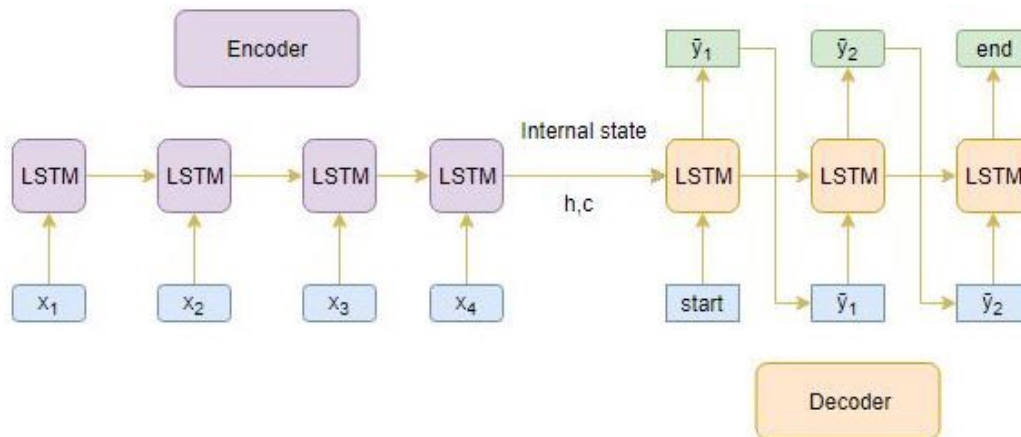 Encoder
ȳ₁ ȳ₂ end
Internal state
LSTM LSTM LSTM LSTM LSTM LSTM LSTM
h,c
x₁ x₂ x₃ x₄ start ȳ₁ ȳ₂
Decoder